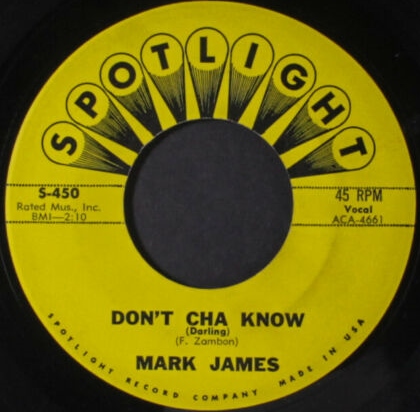 SPOTLIGHT
S-450
Rated Mus., Inc.
BMI—2:10
45 RPM
Vocal
ACA-4661
DON'T CHA KNOW
(Darling)
(F. Zambon)
MARK JAMES
SPOTLIGHT RECORD COMPANY MADE IN USA